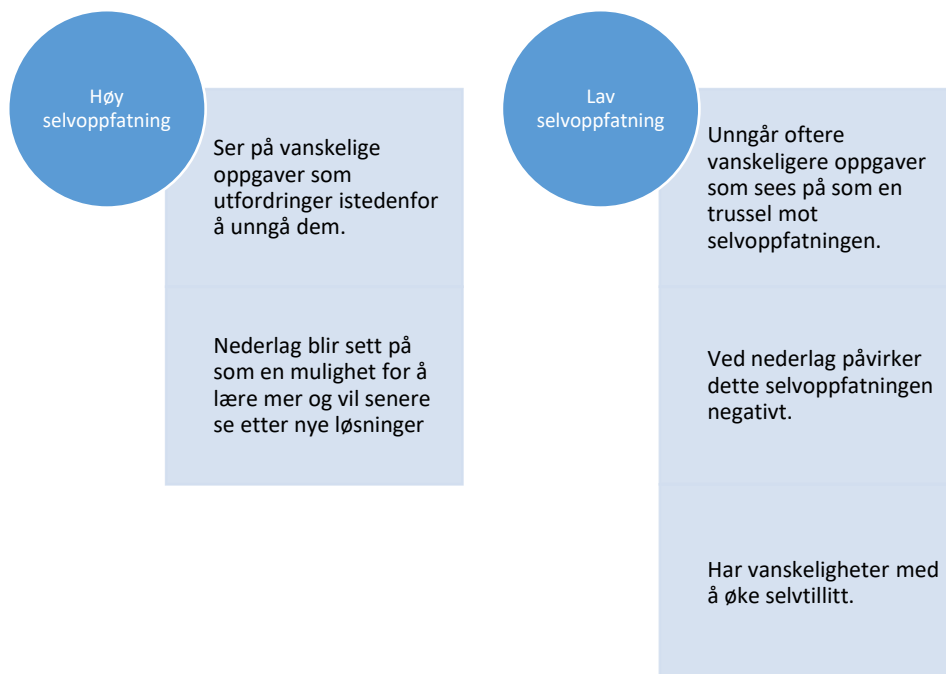 Høy
selvoppfatning
Ser på vanskelige
oppgaver som
utfordringer istedenfor
å unngå dem.
Nederlag blir sett på
som en mulighet for å
lære mer og vil senere
se etter nye løsninger
Lav
selvoppfatning
Unngår oftere
vanskeligere oppgaver
som sees på som en
trussel mot
selvoppfatningen.
Ved nederlag påvirker
dette selvoppfatningen
negativt.
Har vanskeligheter med
å øke selvtillitt.